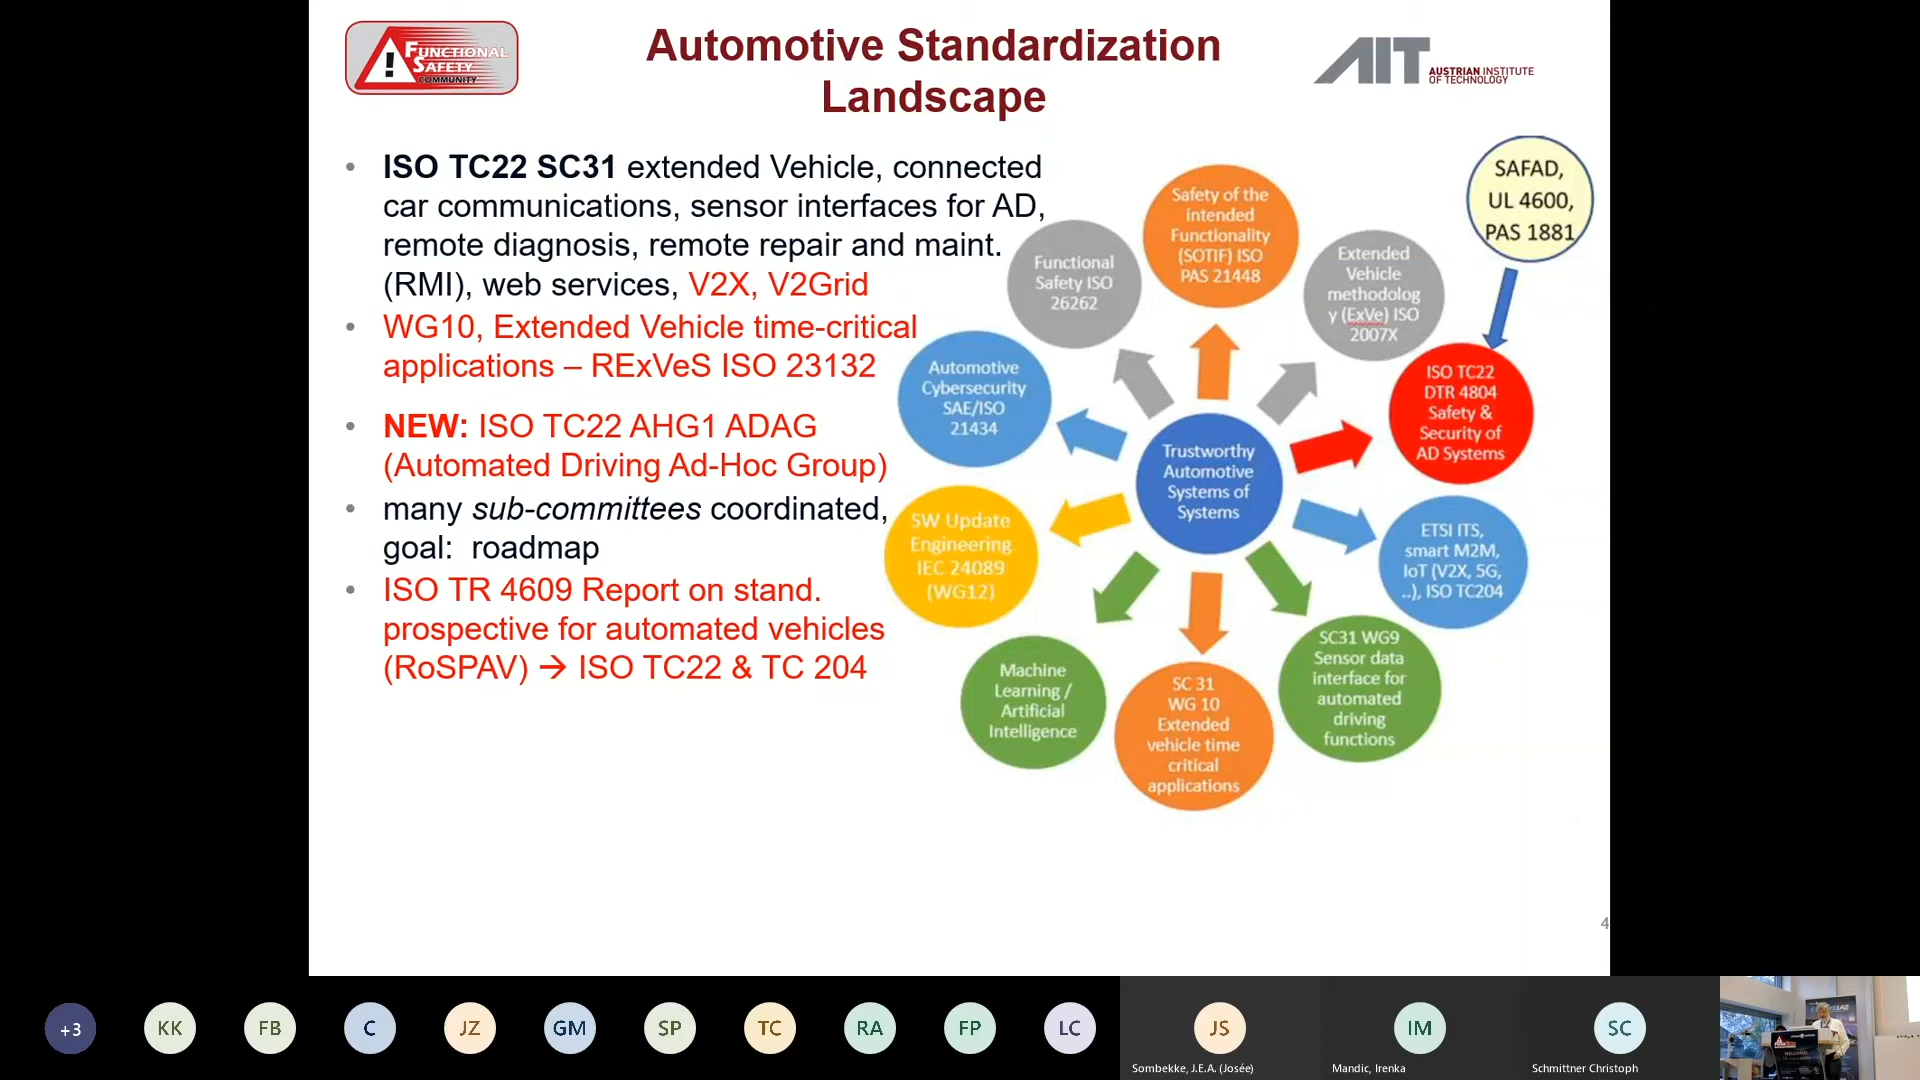 FUNCTIONAL
SAFETY
COMMUNITY
Automotive Standardization
Landscape
AIT AUSTRIAN INSTITUTE
OF TECHNOLOGY
• ISO TC22 SC31 extended Vehicle, connected
car communications, sensor interfaces for AD,
remote diagnosis, remote repair and maint.
(RMI), web services, V2X, V2Grid
• WG10, Extended Vehicle time-critical
applications – RExVeS ISO 23132
• NEW: ISO TC22 AHG1 ADAG
(Automated Driving Ad-Hoc Group)
• many sub-committees coordinated,
goal: roadmap
• ISO TR 4609 Report on stand.
prospective for automated vehicles
(RoSPAV) → ISO TC22 & TC 204
SAFAD,
UL 4600,
PAS 1881
Safety of the
intended
Functionality
(SOTIF) ISO
PAS 21448
Functional
Safety ISO
26262
Extended
Vehicle
methodolog
y (ExVe) ISO
2007X
Automotive
Cybersecurity
SAE/ISO
21434
ISO TC22
DTR 4804
Safety &
Security of
AD Systems
Trustworthy
Automotive
Systems of
Systems
SW Update
Engineering
IEC 24089
(WG12)
ETSI ITS,
smart M2M,
IoT (V2X, 5G,
..), ISO TC204
Machine
Learning /
Artificial
Intelligence
SC 31
WG 10
Extended
vehicle time
critical
applications
SC31 WG9
Sensor data
interface for
automated
driving
functions
4
+3
KK
FB
C
JZ
GM
SP
TC
RA
FP
LC
JS
IM
SC
Sombekke, J.E.A. (Josée)
Mandic, Irenka
Schmittner Christoph